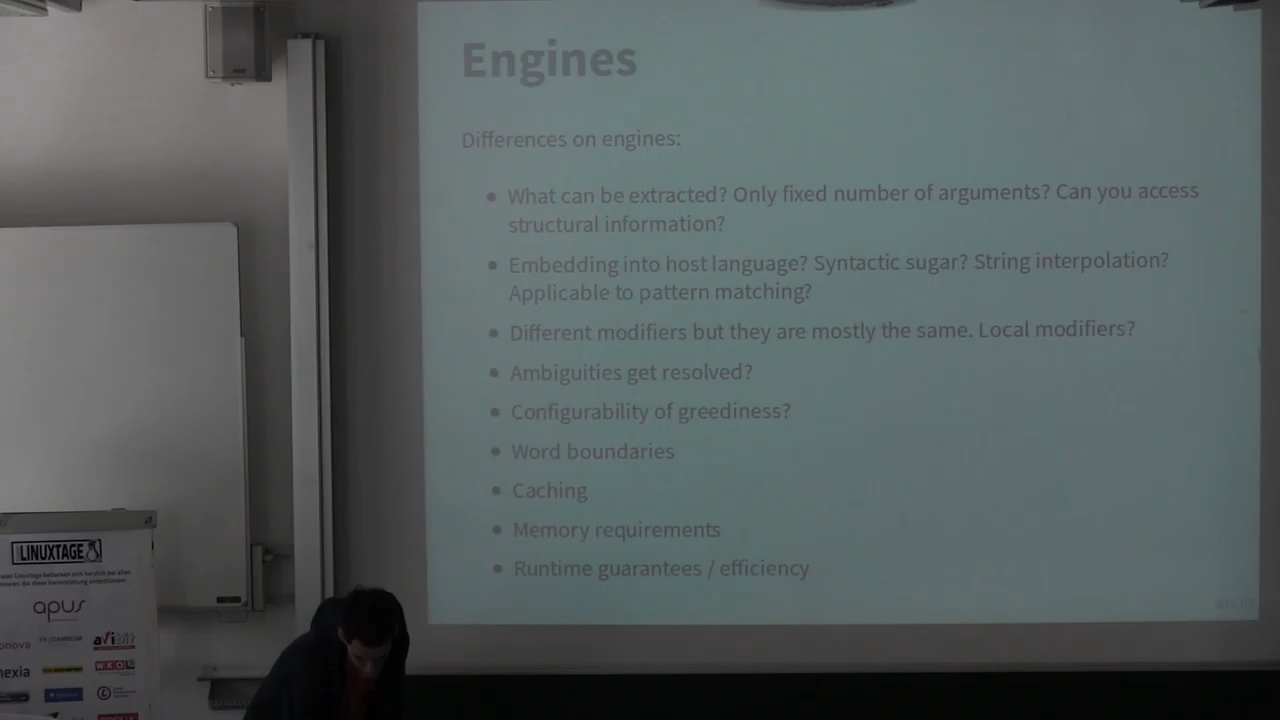 Engines
Differences on engines:
• What can be extracted? Only fixed number of arguments? Can you access
structural information?
• Embedding into host language? Syntactic sugar? String interpolation?
Applicable to pattern matching?
• Different modifiers but they are mostly the same. Local modifiers?
• Ambiguities get resolved?
• Configurability of greediness?
• Word boundaries
• Caching
• Memory requirements
• Runtime guarantees / efficiency
LINUXTAGE
apus
avibit
WKO